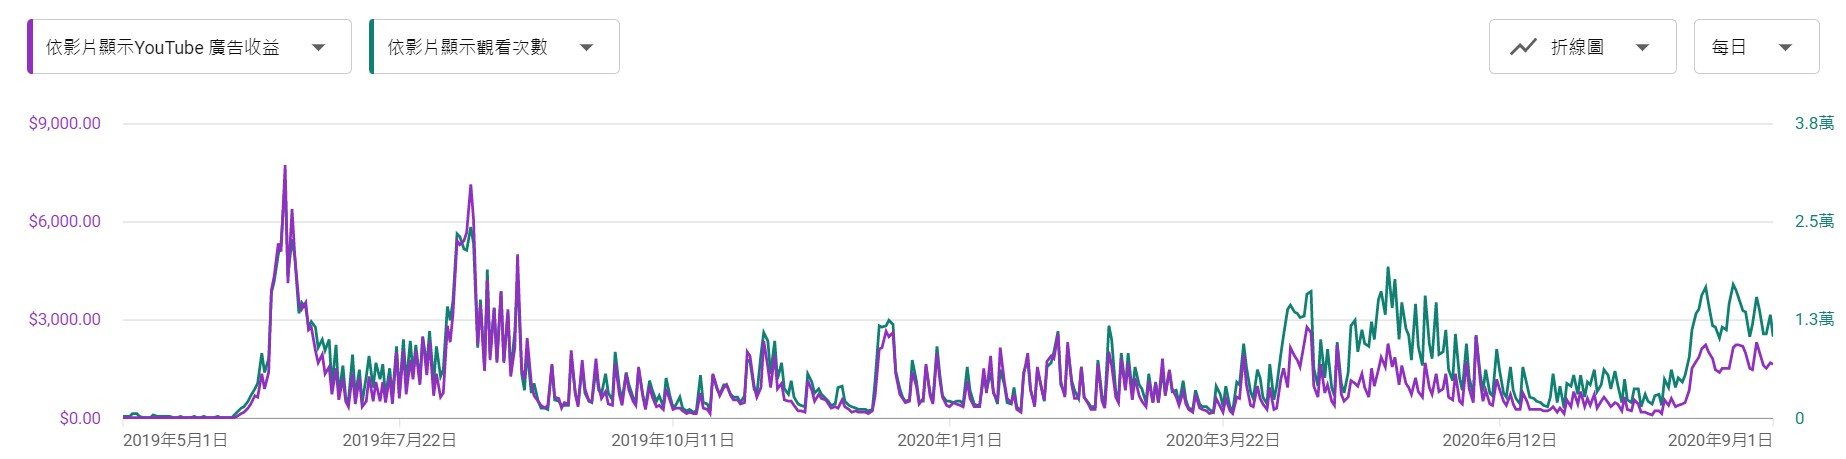 依影片顯示YouTube 廣告收益
依影片顯示觀看次數
折線圖
每日
$9,000.00
3.8萬
$6,000.00
2.5萬
$3,000.00
1.3萬
$0.00
0
2019年5月1日
2019年7月22日
2019年10月11日
2020年1月1日
2020年3月22日
2020年6月12日
2020年9月1日